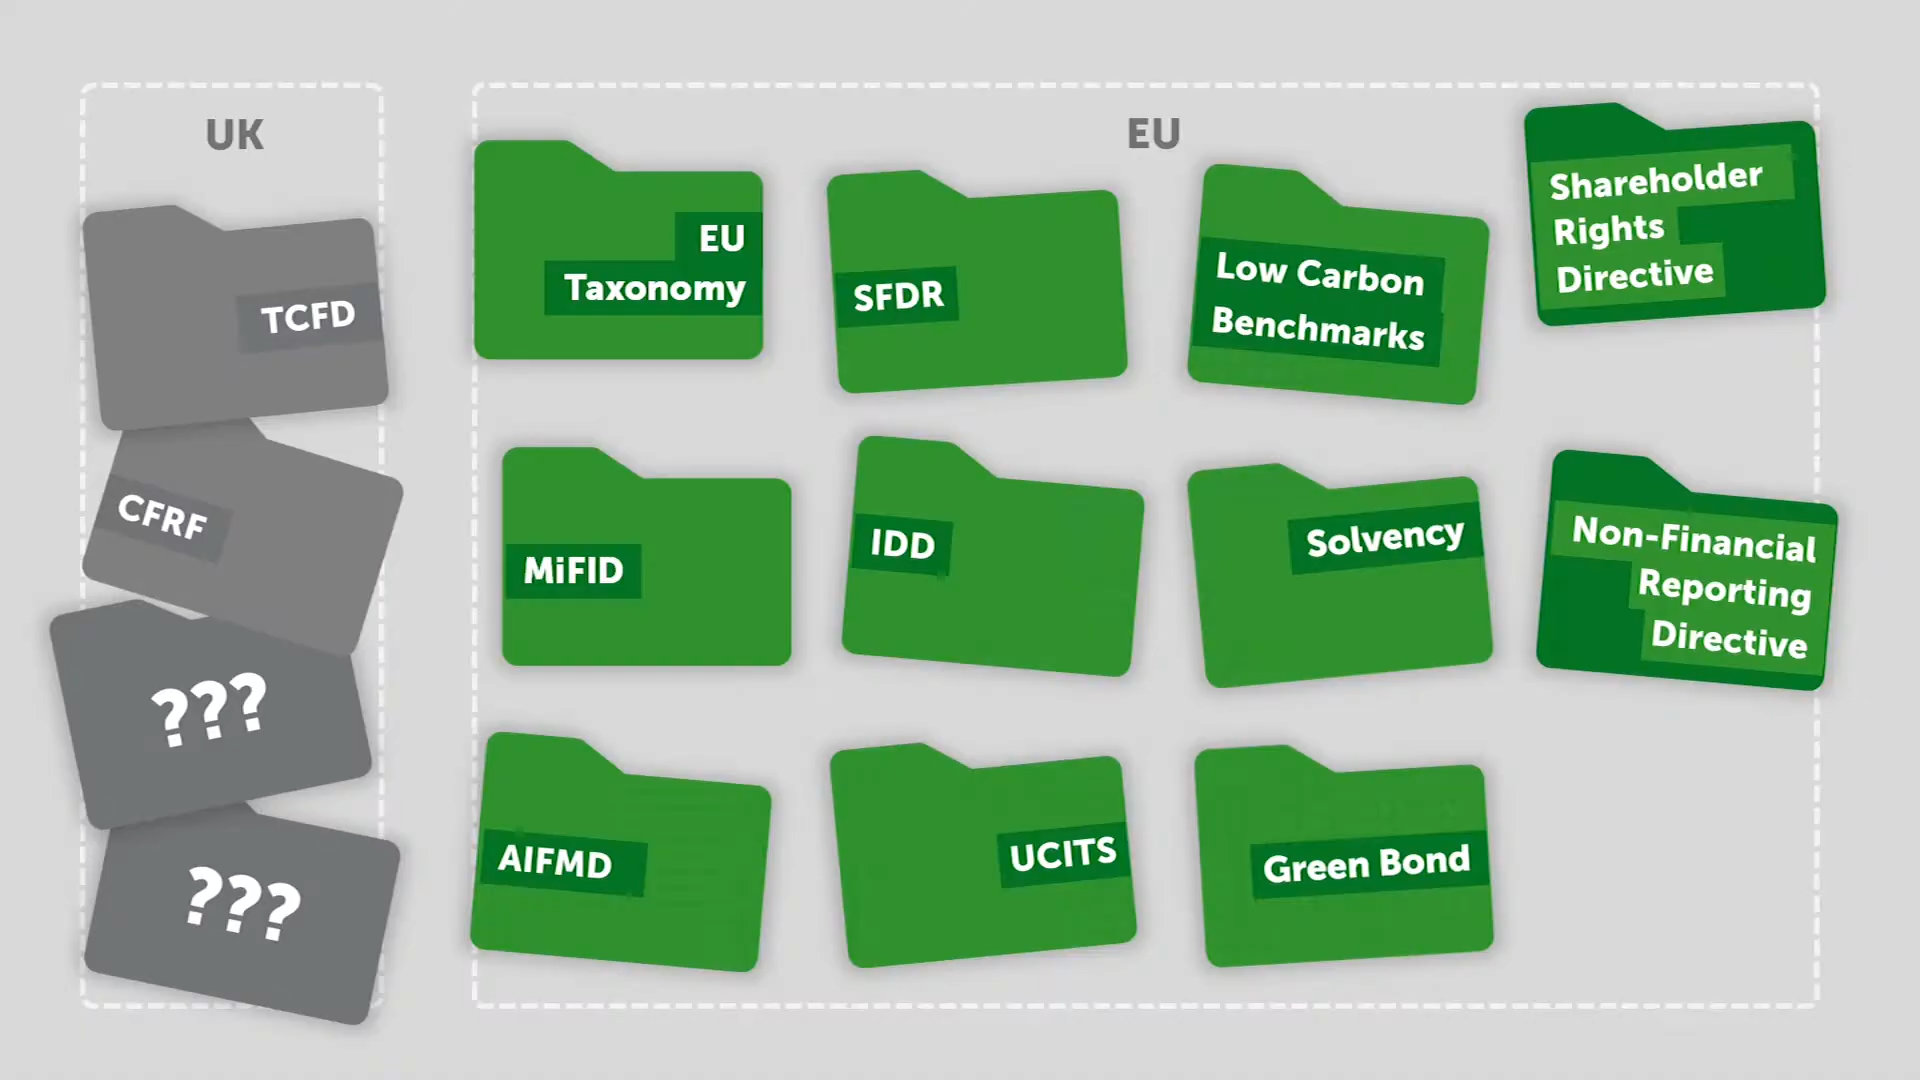 UK
TCFD
CFRF
???
???
EU
EU
Taxonomy
SFDR
Low Carbon
Benchmarks
Shareholder
Rights
Directive
MiFID
IDD
Solvency
Non-Financial
Reporting
Directive
AIFMD
UCITS
Green Bond